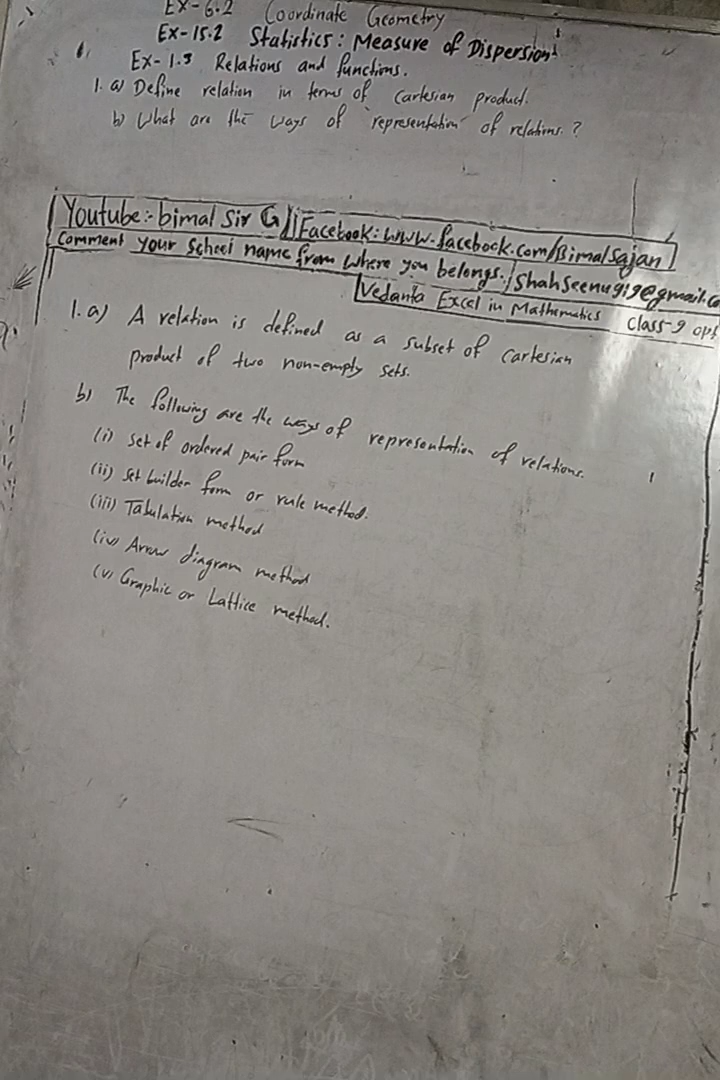 Ex-6.2 Coordinate Geometry
Ex-15.2 Statistics: Measure of Dispersion
Ex-1.3 Relations and functions.
1. a) Define relation in terms of Cartesian product.
b) What are the ways of "representation" of relations.?
Youtube:- bimal Sir G || Facebook: www.facebook.com/Bimalsajan
Comment your School name from where you belongs. / Shahseenu919@gmail.co
Vedanta Excel in Mathematics Class-9 opt
1. a) A relation is defined as a subset of cartesian
product of two non-empty sets.
b) The following are the ways of representation of relations.
(i) Set of ordered pair form
(ii) Set builder form or rule method.
(iii) Tabulation method
(iv) Arrow diagram method
(v) Graphic or Lattice method.